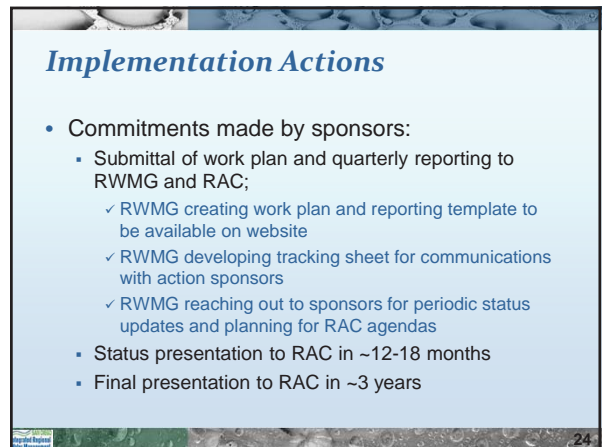 Implementation Actions
• Commitments made by sponsors:
▪ Submittal of work plan and quarterly reporting to
RWMG and RAC;
✓ RWMG creating work plan and reporting template to
be available on website
✓ RWMG developing tracking sheet for communications
with action sponsors
✓ RWMG reaching out to sponsors for periodic status
updates and planning for RAC agendas
▪ Status presentation to RAC in ~12-18 months
▪ Final presentation to RAC in ~3 years
Integrated Regional
24